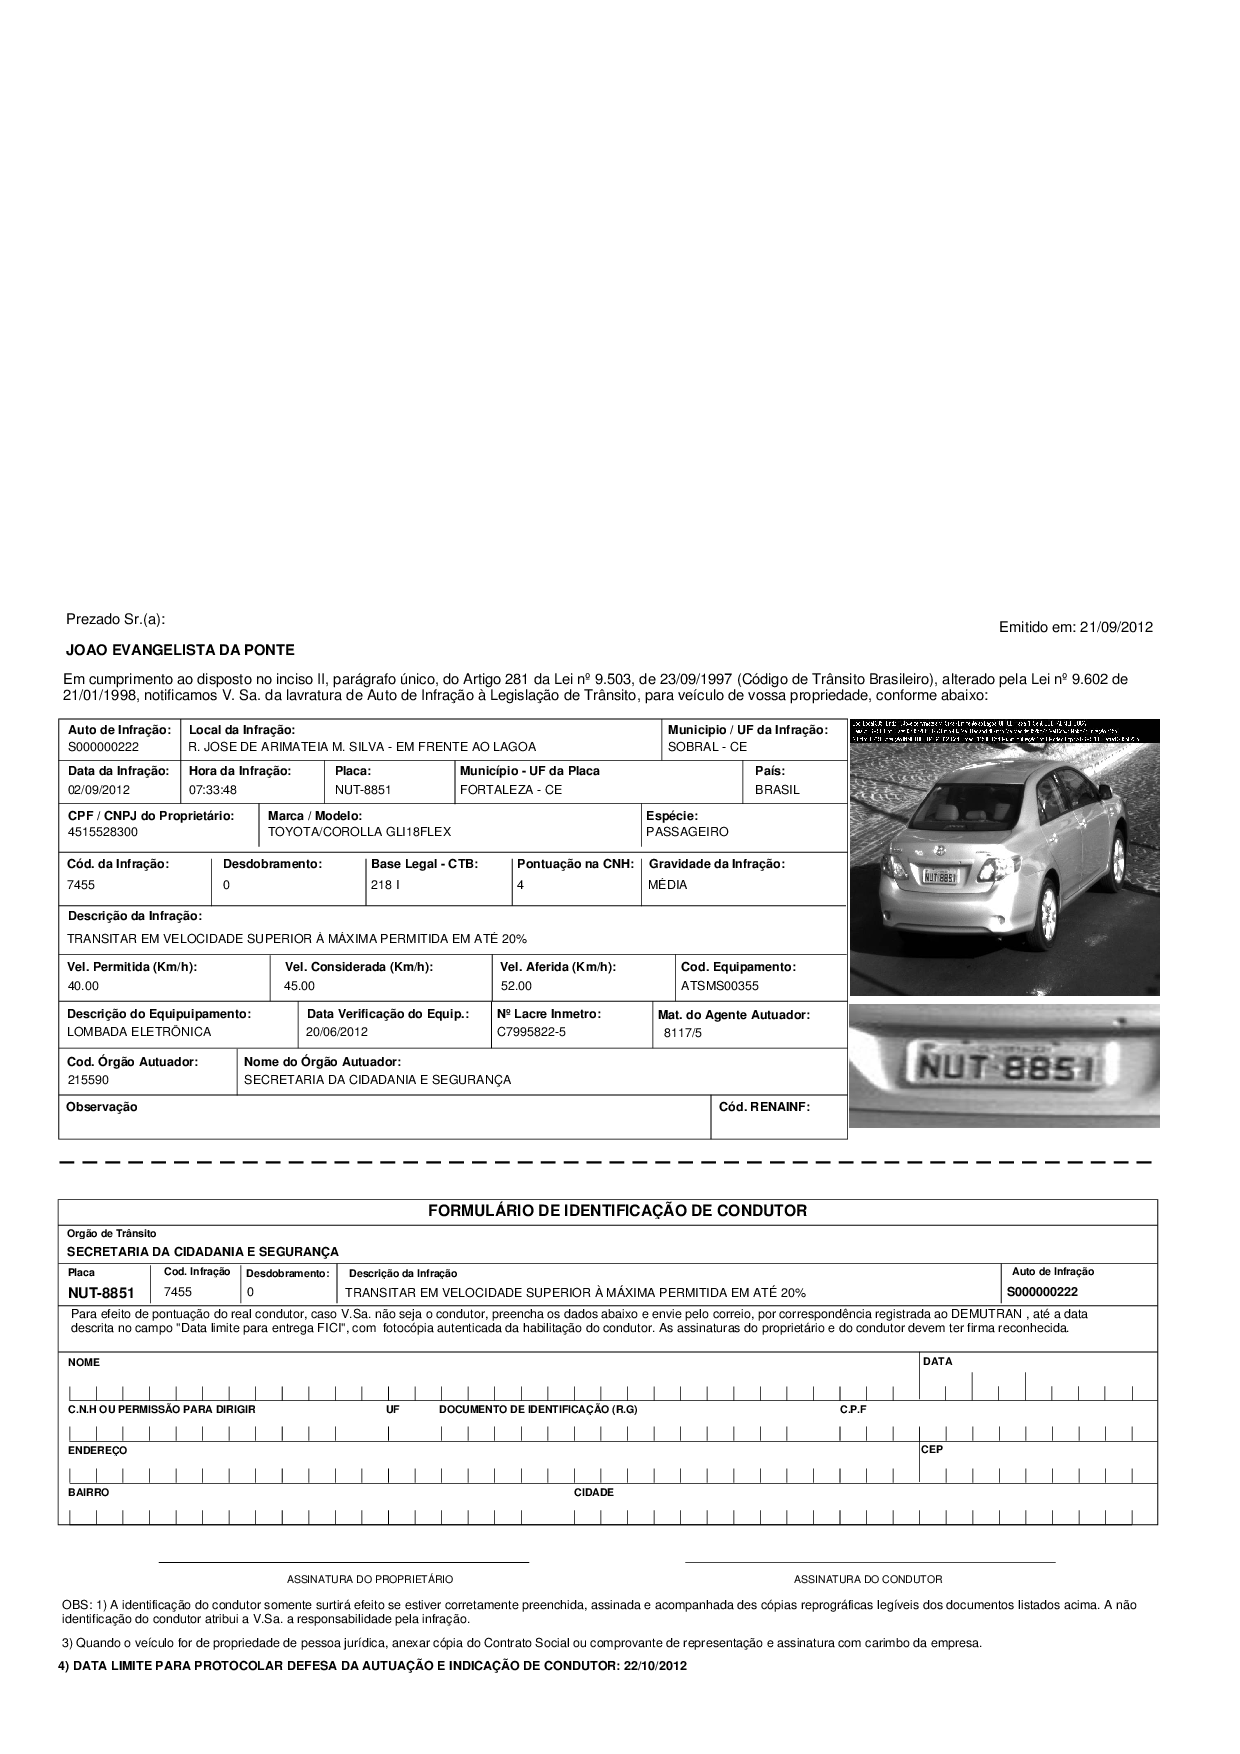 Prezado Sr.(a):
Emitido em: 21/09/2012
JOAO EVANGELISTA DA PONTE
Em cumprimento ao disposto no inciso II, parágrafo único, do Artigo 281 da Lei nº 9.503, de 23/09/1997 (Código de Trânsito Brasileiro), alterado pela Lei nº 9.602 de
21/01/1998, notificamos V. Sa. da lavratura de Auto de Infração à Legislação de Trânsito, para veículo de vossa propriedade, conforme abaixo:
Auto de Infração: Local da Infração: Municipio / UF da Infração:
S000000222 R. JOSE DE ARIMATEIA M. SILVA - EM FRENTE AO LAGOA SOBRAL - CE
Data da Infração: Hora da Infração: Placa: Município - UF da Placa País:
02/09/2012 07:33:48 NUT-8851 FORTALEZA - CE BRASIL
CPF / CNPJ do Proprietário: Marca / Modelo: Espécie:
4515528300 TOYOTA/COROLLA GLI18FLEX PASSAGEIRO
Cód. da Infração: Desdobramento: Base Legal - CTB: Pontuação na CNH: Gravidade da Infração:
7455 0 218 I 4 MÉDIA
Descrição da Infração:
TRANSITAR EM VELOCIDADE SUPERIOR À MÁXIMA PERMITIDA EM ATÉ 20%
Vel. Permitida (Km/h): Vel. Considerada (Km/h): Vel. Aferida (Km/h): Cod. Equipamento:
40.00 45.00 52.00 ATSMS00355
Descrição do Equipuipamento: Data Verificação do Equip.: Nº Lacre Inmetro: Mat. do Agente Autuador:
LOMBADA ELETRÔNICA 20/06/2012 C7995822-5 8117/5
Cod. Órgão Autuador: Nome do Órgão Autuador:
215590 SECRETARIA DA CIDADANIA E SEGURANÇA
Observação Cód. RENAINF:
NUT 8851
NUT-8851
FORMULÁRIO DE IDENTIFICAÇÃO DE CONDUTOR
Orgão de Trânsito
SECRETARIA DA CIDADANIA E SEGURANÇA
Placa Cod. Infração Desdobramento: Descrição da Infração Auto de Infração
NUT-8851 7455 0 TRANSITAR EM VELOCIDADE SUPERIOR À MÁXIMA PERMITIDA EM ATÉ 20% S000000222
Para efeito de pontuação do real condutor, caso V.Sa. não seja o condutor, preencha os dados abaixo e envie pelo correio, por correspondência registrada ao DEMUTRAN , até a data
descrita no campo "Data limite para entrega FICI", com fotocópia autenticada da habilitação do condutor. As assinaturas do proprietário e do condutor devem ter firma reconhecida.
NOME DATA
C.N.H OU PERMISSÃO PARA DIRIGIR UF DOCUMENTO DE IDENTIFICAÇÃO (R.G) C.P.F
ENDEREÇO CEP
BAIRRO CIDADE
ASSINATURA DO PROPRIETÁRIO ASSINATURA DO CONDUTOR
OBS: 1) A identificação do condutor somente surtirá efeito se estiver corretamente preenchida, assinada e acompanhada des cópias reprográficas legíveis dos documentos listados acima. A não
identificação do condutor atribui a V.Sa. a responsabilidade pela infração.
3) Quando o veículo for de propriedade de pessoa jurídica, anexar cópia do Contrato Social ou comprovante de representação e assinatura com carimbo da empresa.
4) DATA LIMITE PARA PROTOCOLAR DEFESA DA AUTUAÇÃO E INDICAÇÃO DE CONDUTOR: 22/10/2012